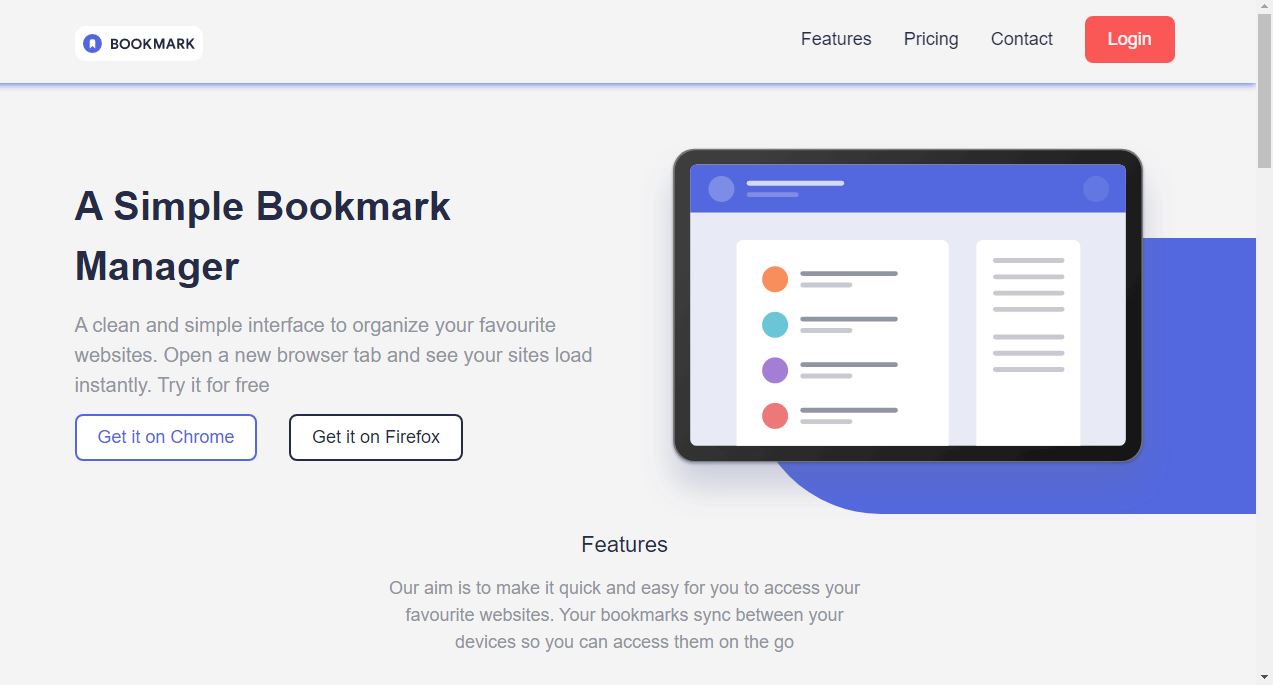 BOOKMARK
Features
Pricing
Contact
Login
A Simple Bookmark
Manager
A clean and simple interface to organize your favourite
websites. Open a new browser tab and see your sites load
instantly. Try it for free
Get it on Chrome
Get it on Firefox
Features
Our aim is to make it quick and easy for you to access your
favourite websites. Your bookmarks sync between your
devices so you can access them on the go